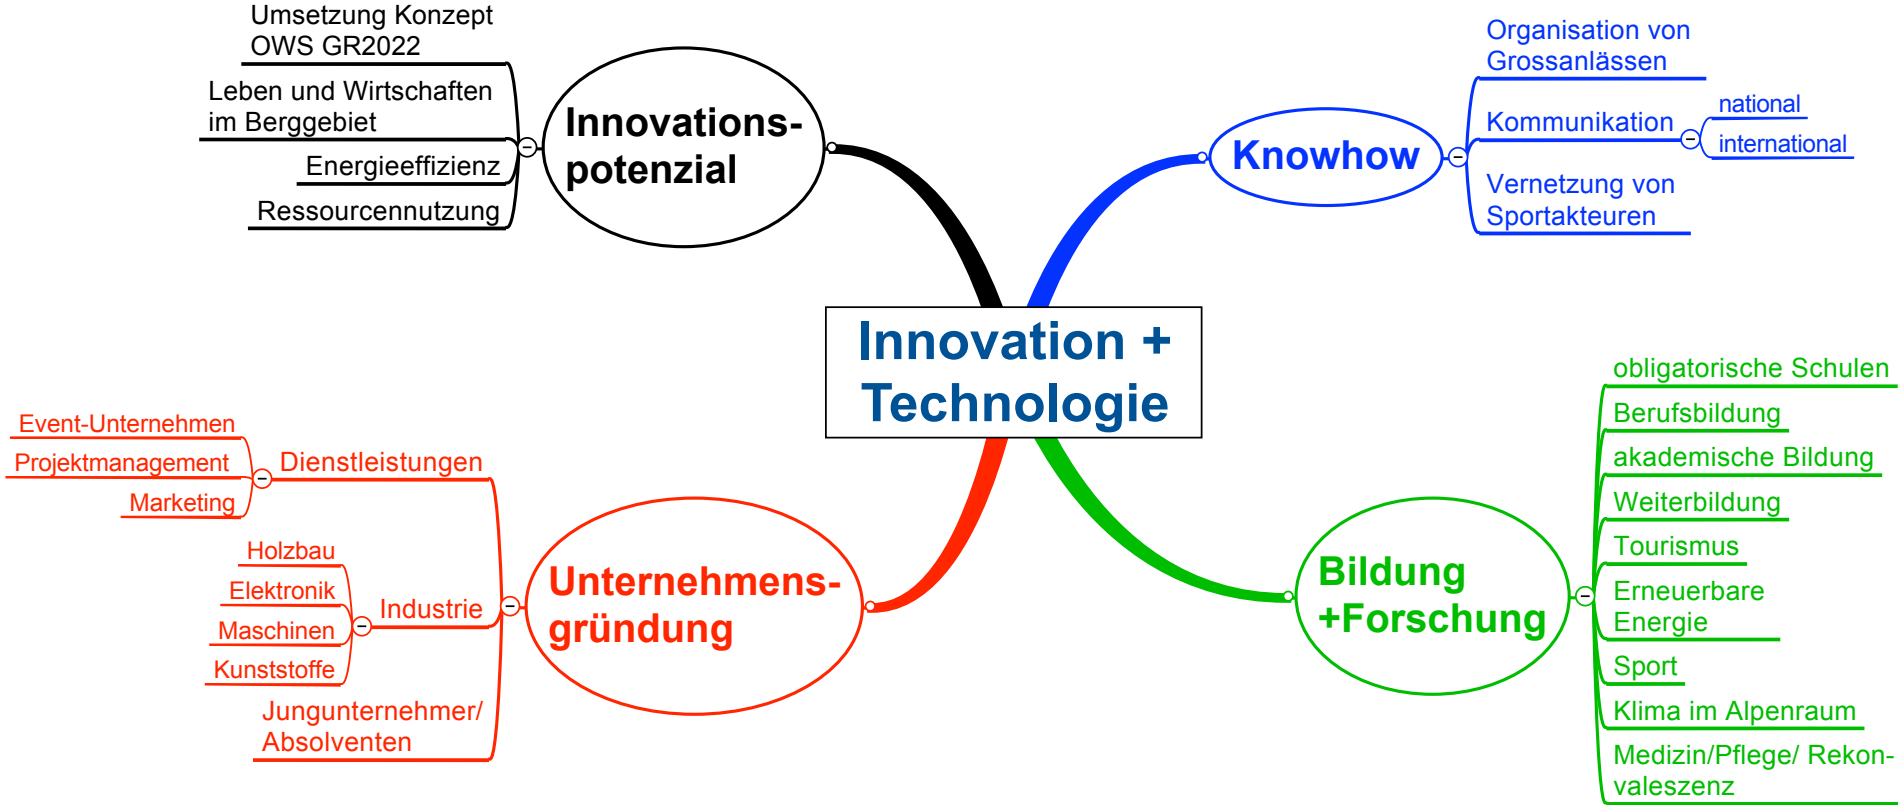 Innovation +
Technologie
Innovations-
potenzial
Umsetzung Konzept
OWS GR2022
Leben und Wirtschaften
im Berggebiet
Energieeffizienz
Ressourcennutzung
Knowhow
Organisation von
Grossanlässen
Kommunikation
national
international
Vernetzung von
Sportakteuren
Unternehmens-
gründung
Dienstleistungen
Event-Unternehmen
Projektmanagement
Marketing
Industrie
Holzbau
Elektronik
Maschinen
Kunststoffe
Jungunternehmer/
Absolventen
Bildung
+Forschung
obligatorische Schulen
Berufsbildung
akademische Bildung
Weiterbildung
Tourismus
Erneuerbare
Energie
Sport
Klima im Alpenraum
Medizin/Pflege/ Rekon-
valeszenz